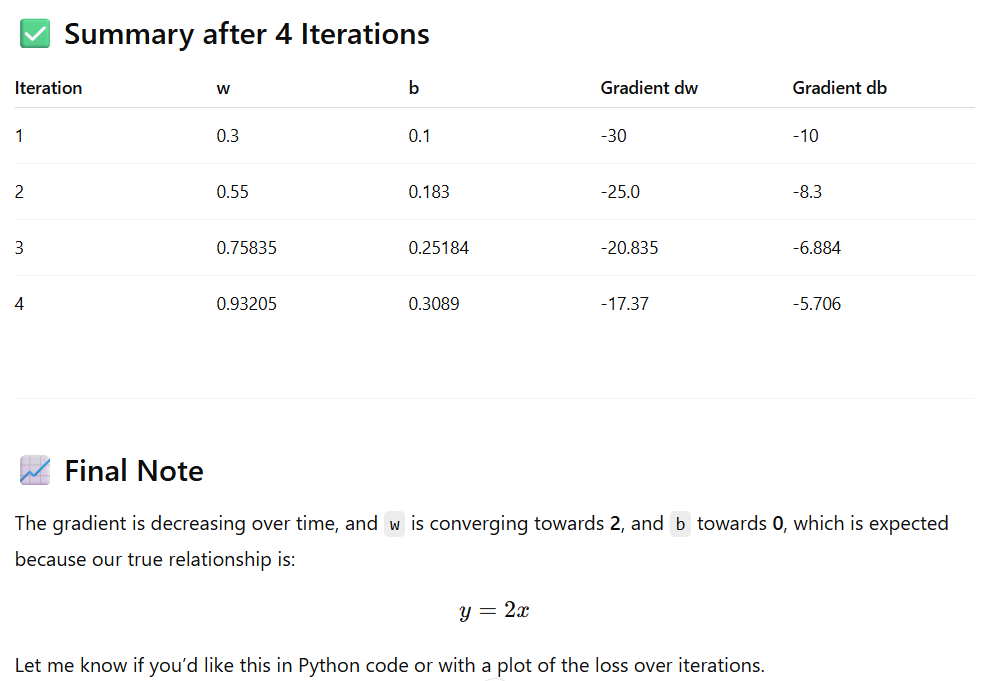 ✅ Summary after 4 Iterations
Iteration w b Gradient dw Gradient db
1 0.3 0.1 -30 -10
2 0.55 0.183 -25.0 -8.3
3 0.75835 0.25184 -20.835 -6.884
4 0.93205 0.3089 -17.37 -5.706
📈 Final Note
The gradient is decreasing over time, and w is converging towards 2, and b towards 0, which is expected
because our true relationship is:
y = 2x
Let me know if you’d like this in Python code or with a plot of the loss over iterations.